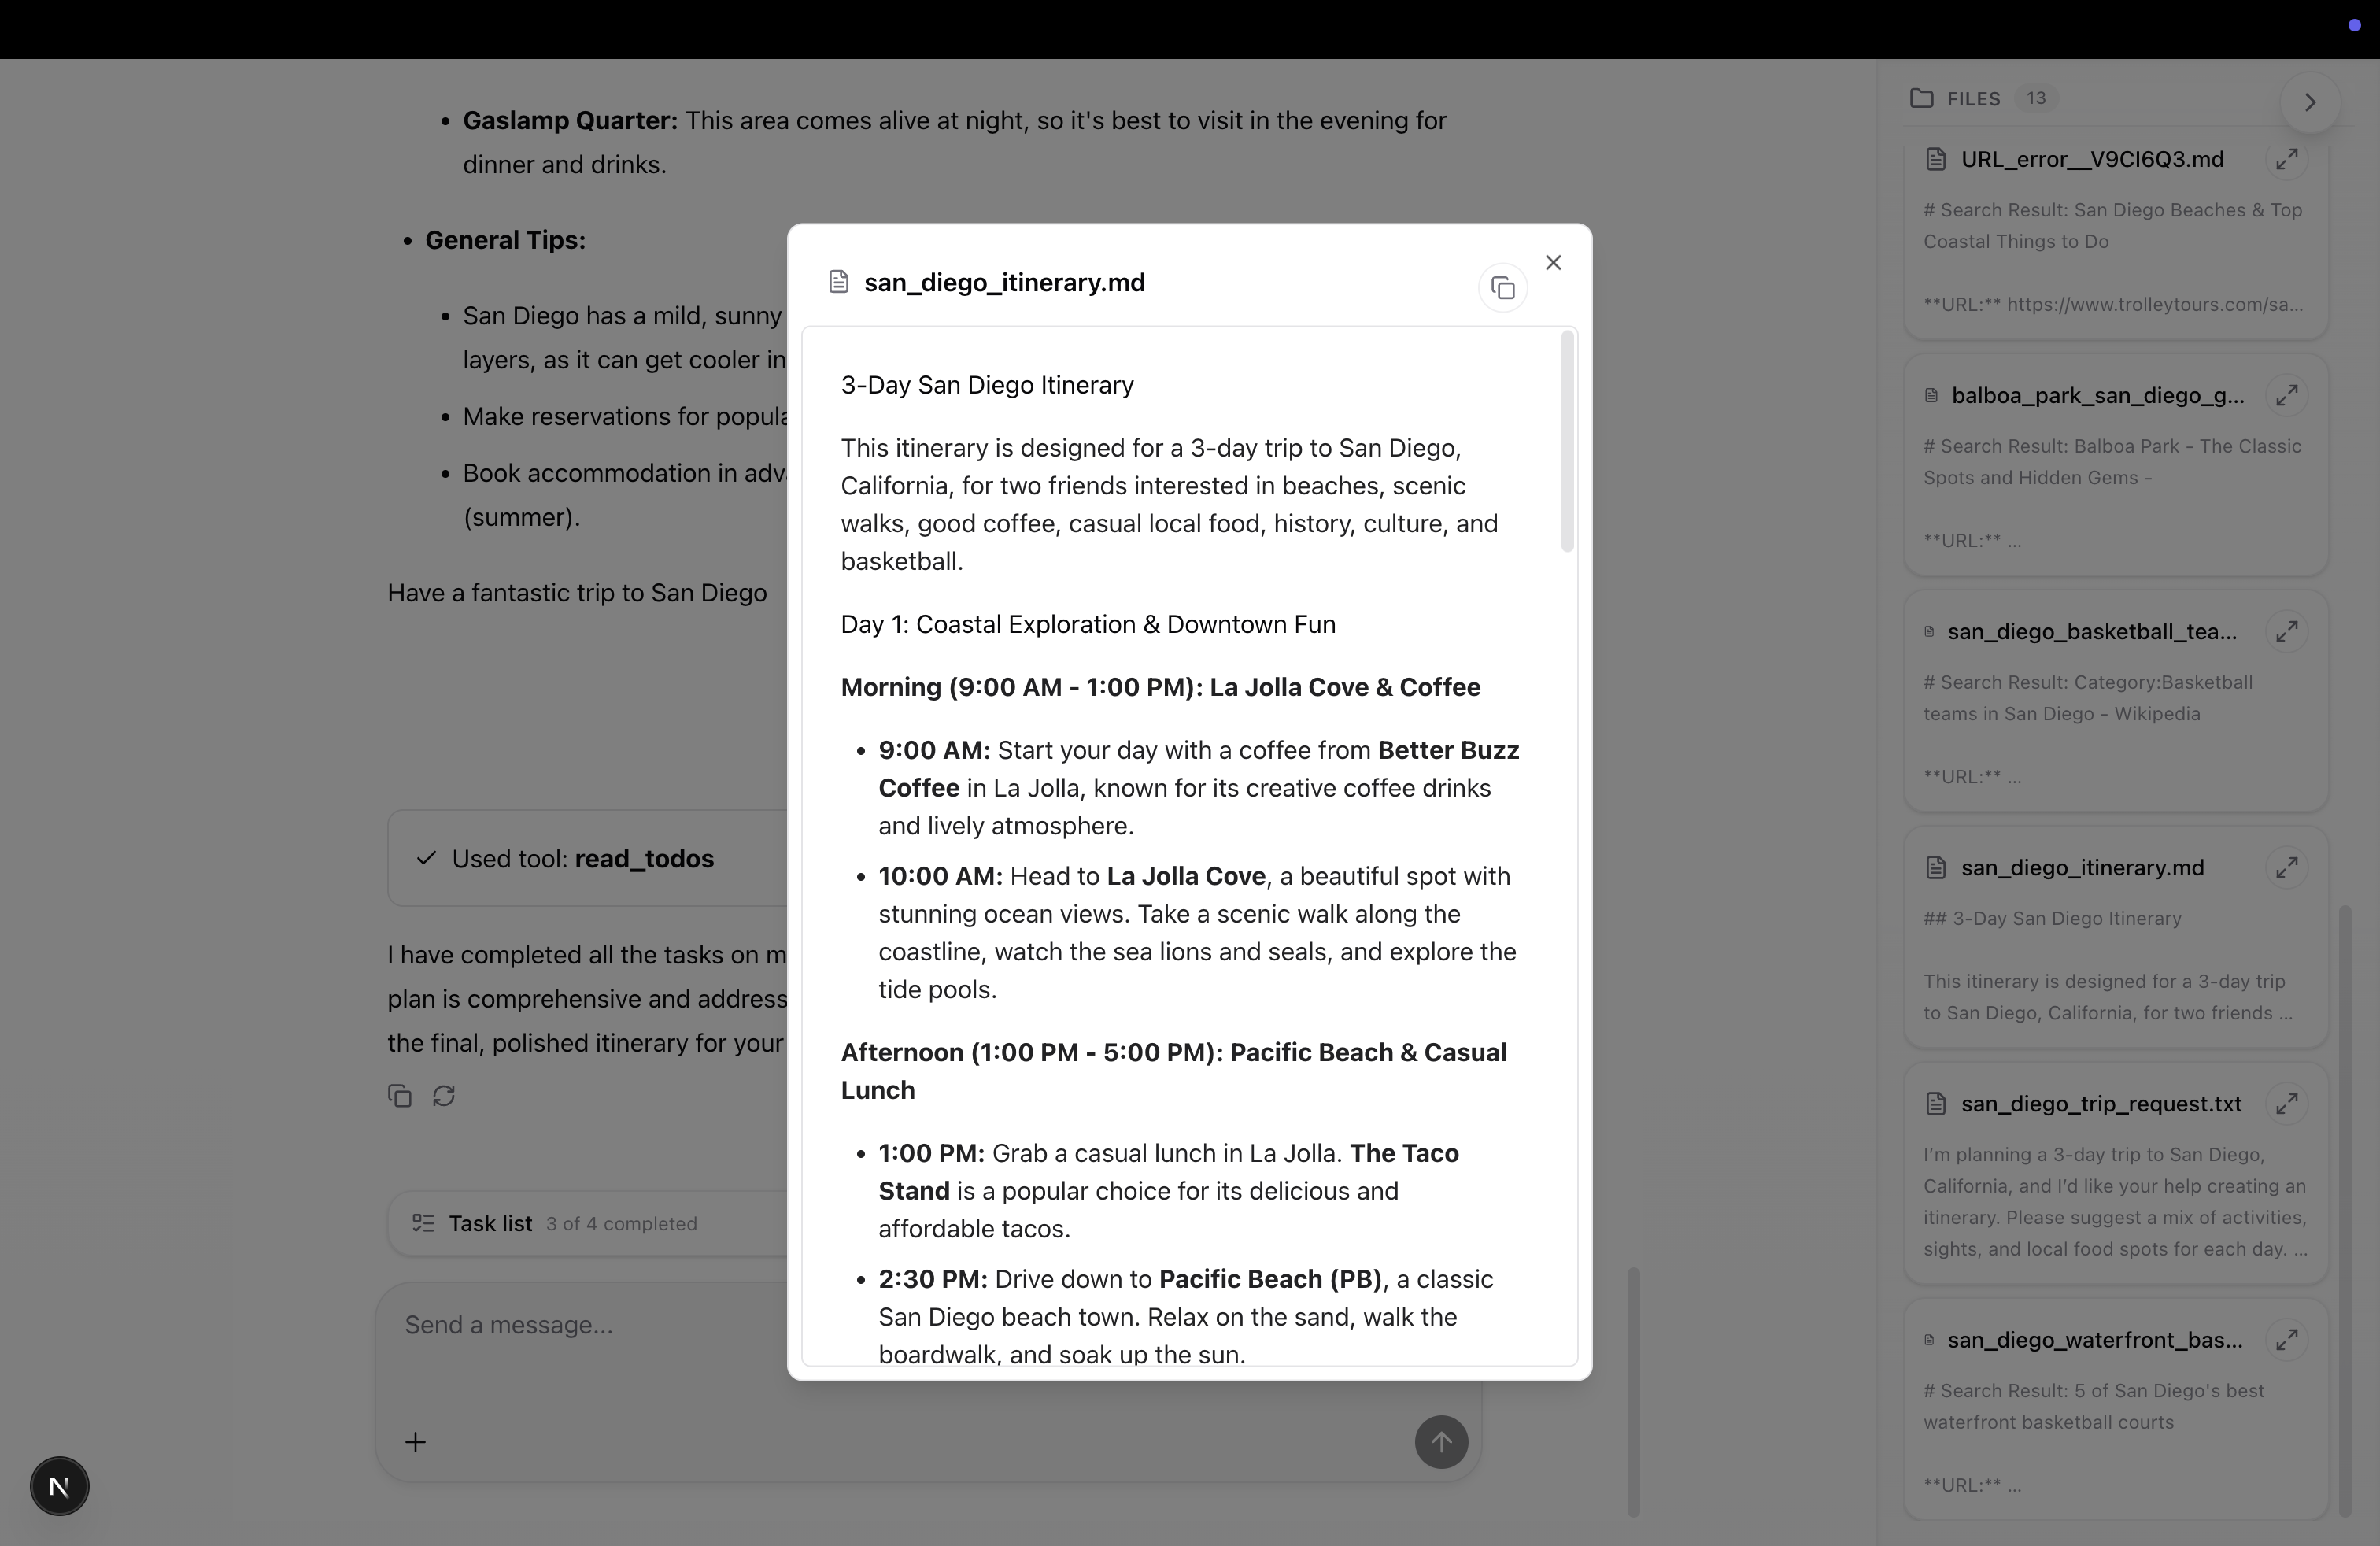 Gaslamp Quarter: This area comes alive at night, so it's best to visit in the evening for
dinner and drinks.
General Tips:
San Diego has a mild, sunny
layers, as it can get cooler in
Make reservations for popula
Book accommodation in adva
(summer).
Have a fantastic trip to San Diego
Used tool: read_todos
I have completed all the tasks on m
plan is comprehensive and address
the final, polished itinerary for your
Task list 3 of 4 completed
Send a message...
N
san_diego_itinerary.md
3-Day San Diego Itinerary
This itinerary is designed for a 3-day trip to San Diego,
California, for two friends interested in beaches, scenic
walks, good coffee, casual local food, history, culture, and
basketball.
Day 1: Coastal Exploration & Downtown Fun
Morning (9:00 AM - 1:00 PM): La Jolla Cove & Coffee
9:00 AM: Start your day with a coffee from Better Buzz
Coffee in La Jolla, known for its creative coffee drinks
and lively atmosphere.
10:00 AM: Head to La Jolla Cove, a beautiful spot with
stunning ocean views. Take a scenic walk along the
coastline, watch the sea lions and seals, and explore the
tide pools.
Afternoon (1:00 PM - 5:00 PM): Pacific Beach & Casual
Lunch
1:00 PM: Grab a casual lunch in La Jolla. The Taco
Stand is a popular choice for its delicious and
affordable tacos.
2:30 PM: Drive down to Pacific Beach (PB), a classic
San Diego beach town. Relax on the sand, walk the
boardwalk, and soak up the sun.
FILES 13
URL_error__V9CI6Q3.md
# Search Result: San Diego Beaches & Top
Coastal Things to Do
**URL:** https://www.trolleytours.com/sa...
balboa_park_san_diego_g...
# Search Result: Balboa Park - The Classic
Spots and Hidden Gems -
**URL:** ...
san_diego_basketball_tea...
# Search Result: Category:Basketball
teams in San Diego - Wikipedia
**URL:** ...
san_diego_itinerary.md
## 3-Day San Diego Itinerary
This itinerary is designed for a 3-day trip
to San Diego, California, for two friends ...
san_diego_trip_request.txt
I'm planning a 3-day trip to San Diego,
California, and I'd like your help creating an
itinerary. Please suggest a mix of activities,
sights, and local food spots for each day. ...
san_diego_waterfront_bas...
# Search Result: 5 of San Diego's best
waterfront basketball courts
**URL:** ...